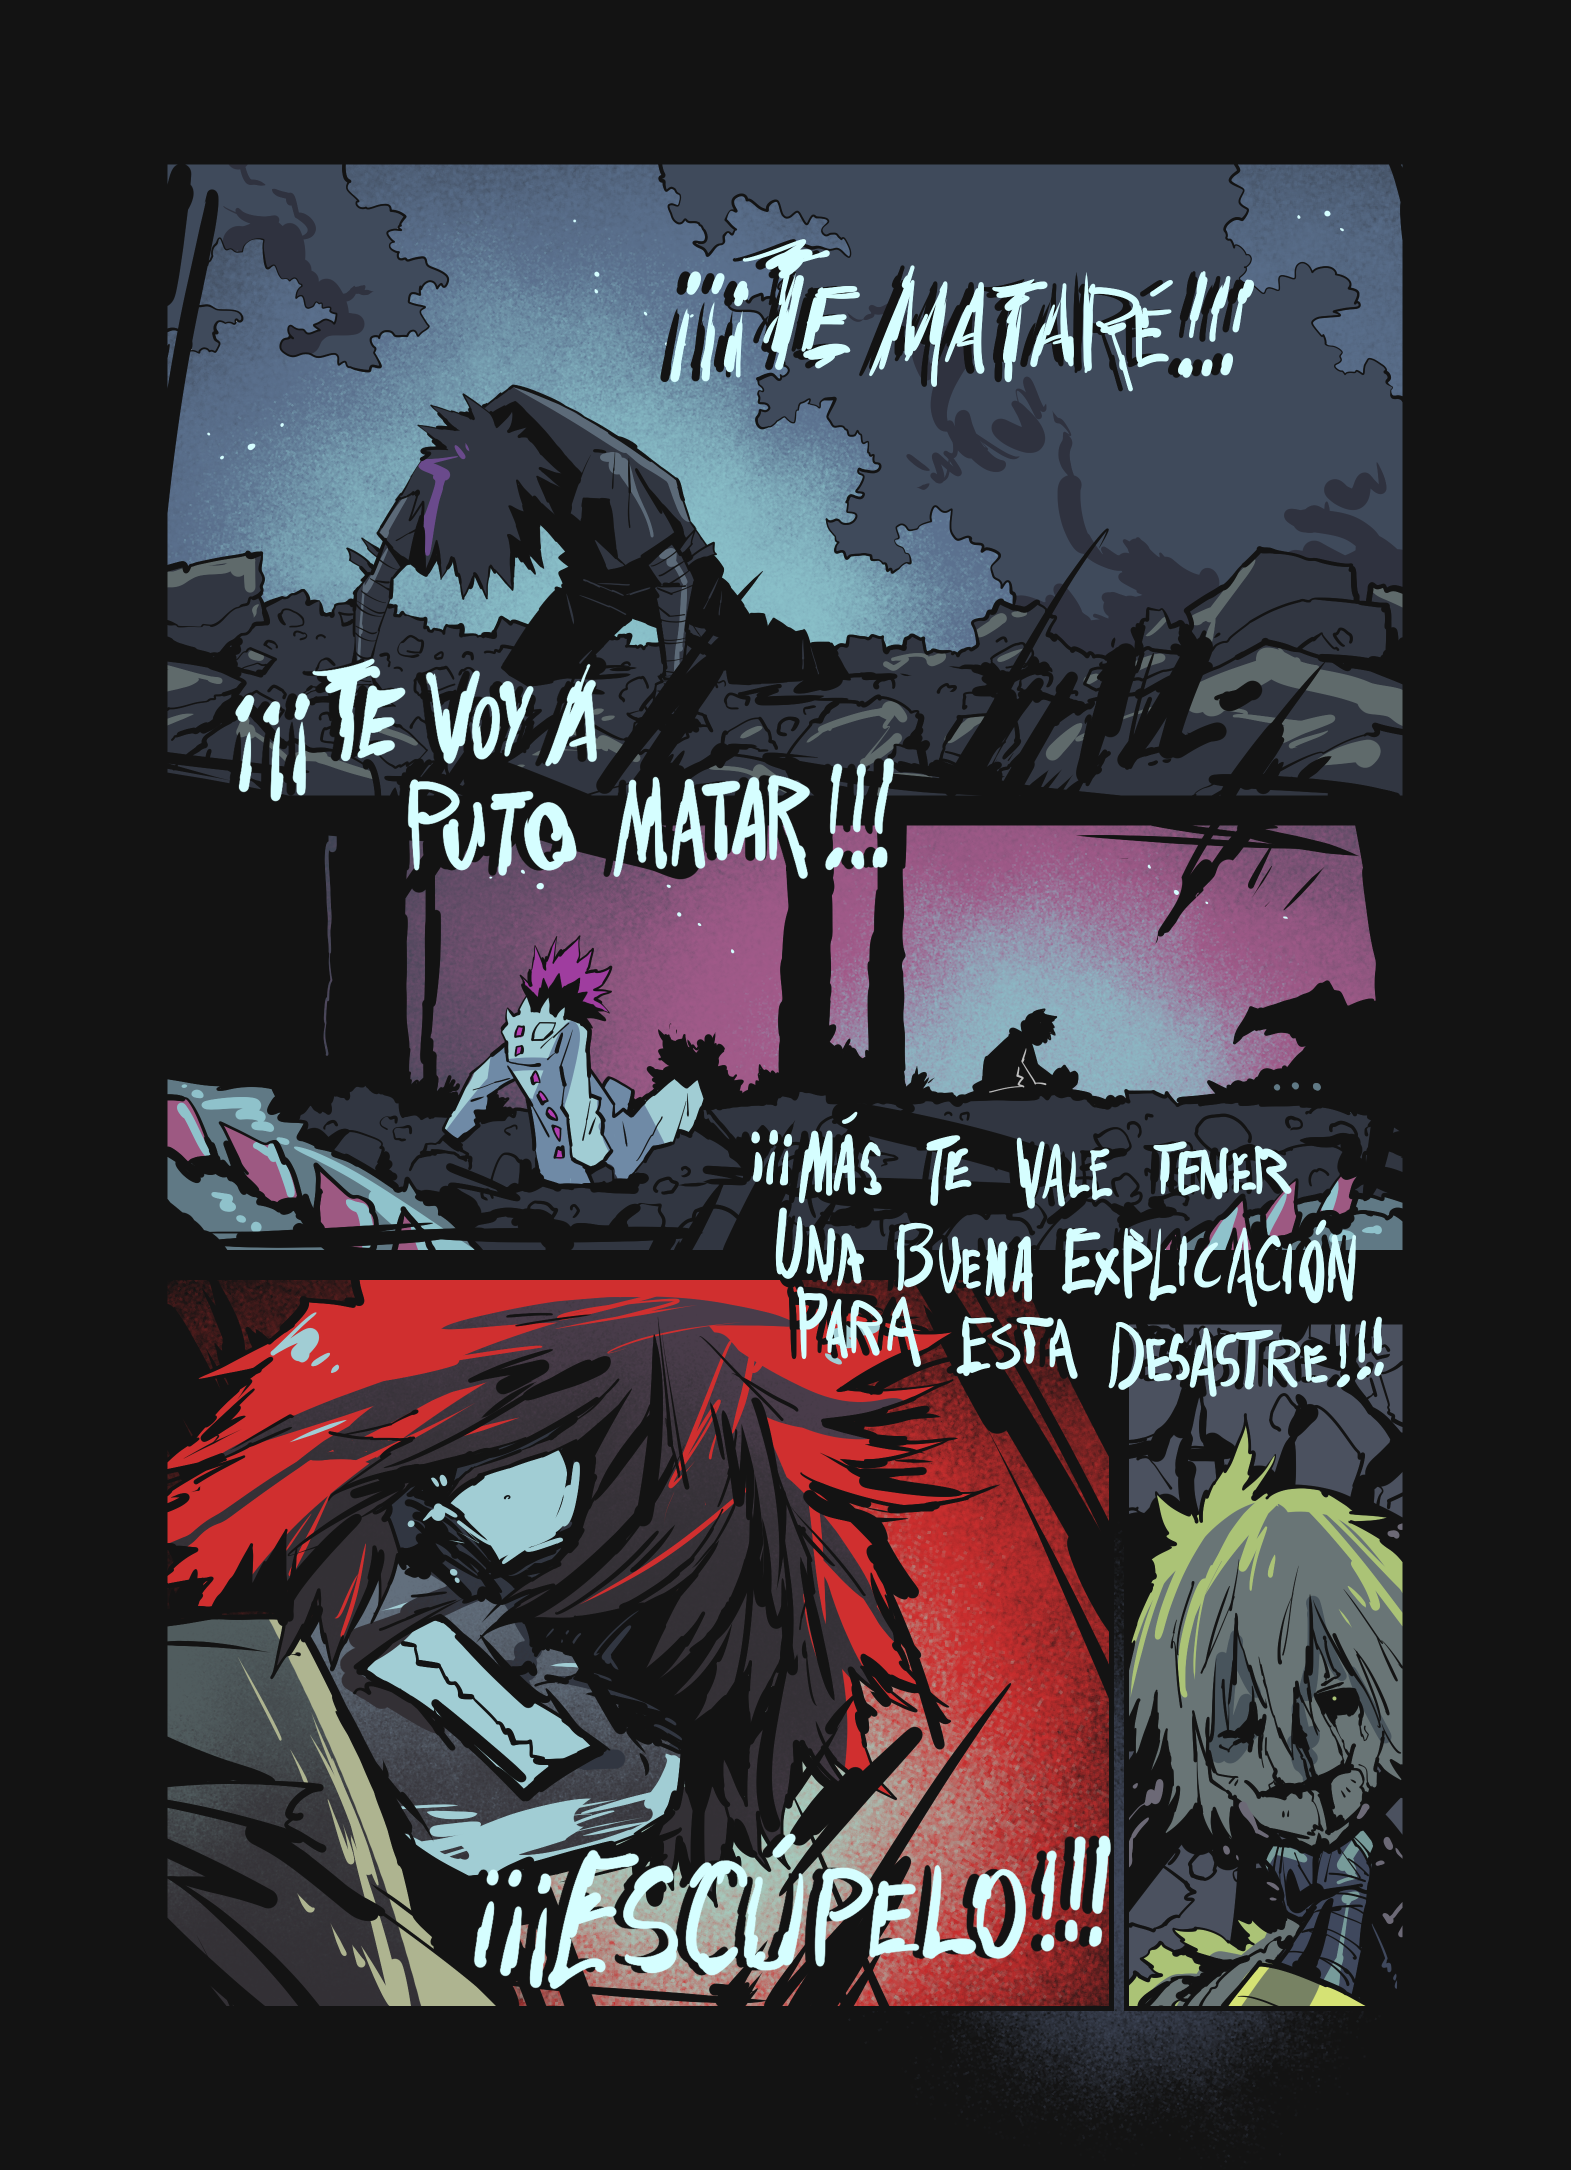 ¡¡¡TE MATARÉ!!!
¡¡¡TE VOY A
PUTO MATAR!!!
¡¡¡MÁS TE VALE TENER
UNA BUENA EXPLICACIÓN
PARA ESTA DESASTRE!!!
¡¡¡ESCÚPELO!!!